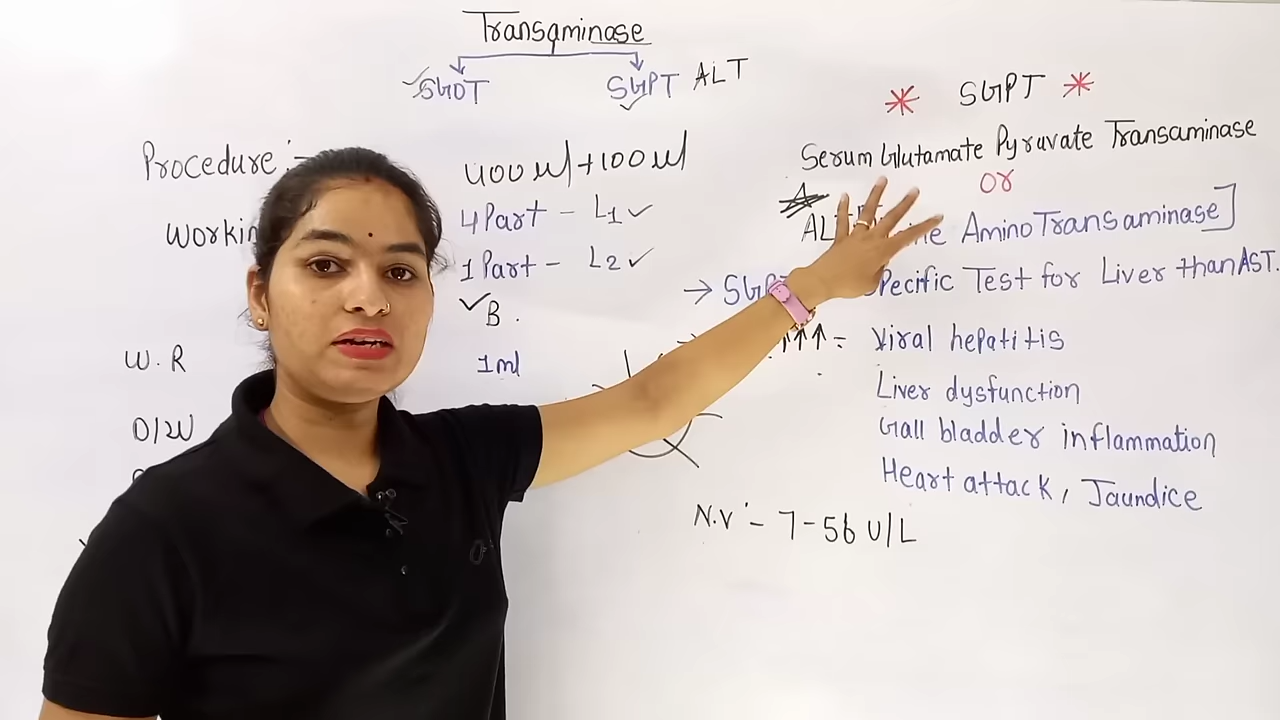 Transaminase
SGOT
SGPT ALT
Procedure :-
400 ul + 100 ul
4 Part - L1 ✓
1 Part - L2 ✓
✓ B .
W.R
1ml
D/W
* SGPT *
Serum Glutamate Pyruvate Transaminase
OR
Amino Transaminase]
Test for Liver than AST.
↑↑ = Viral hepatitis
Liver dysfunction
Gall bladder inflammation
Heart attack, Jaundice
N.V :- 7-56 U/L